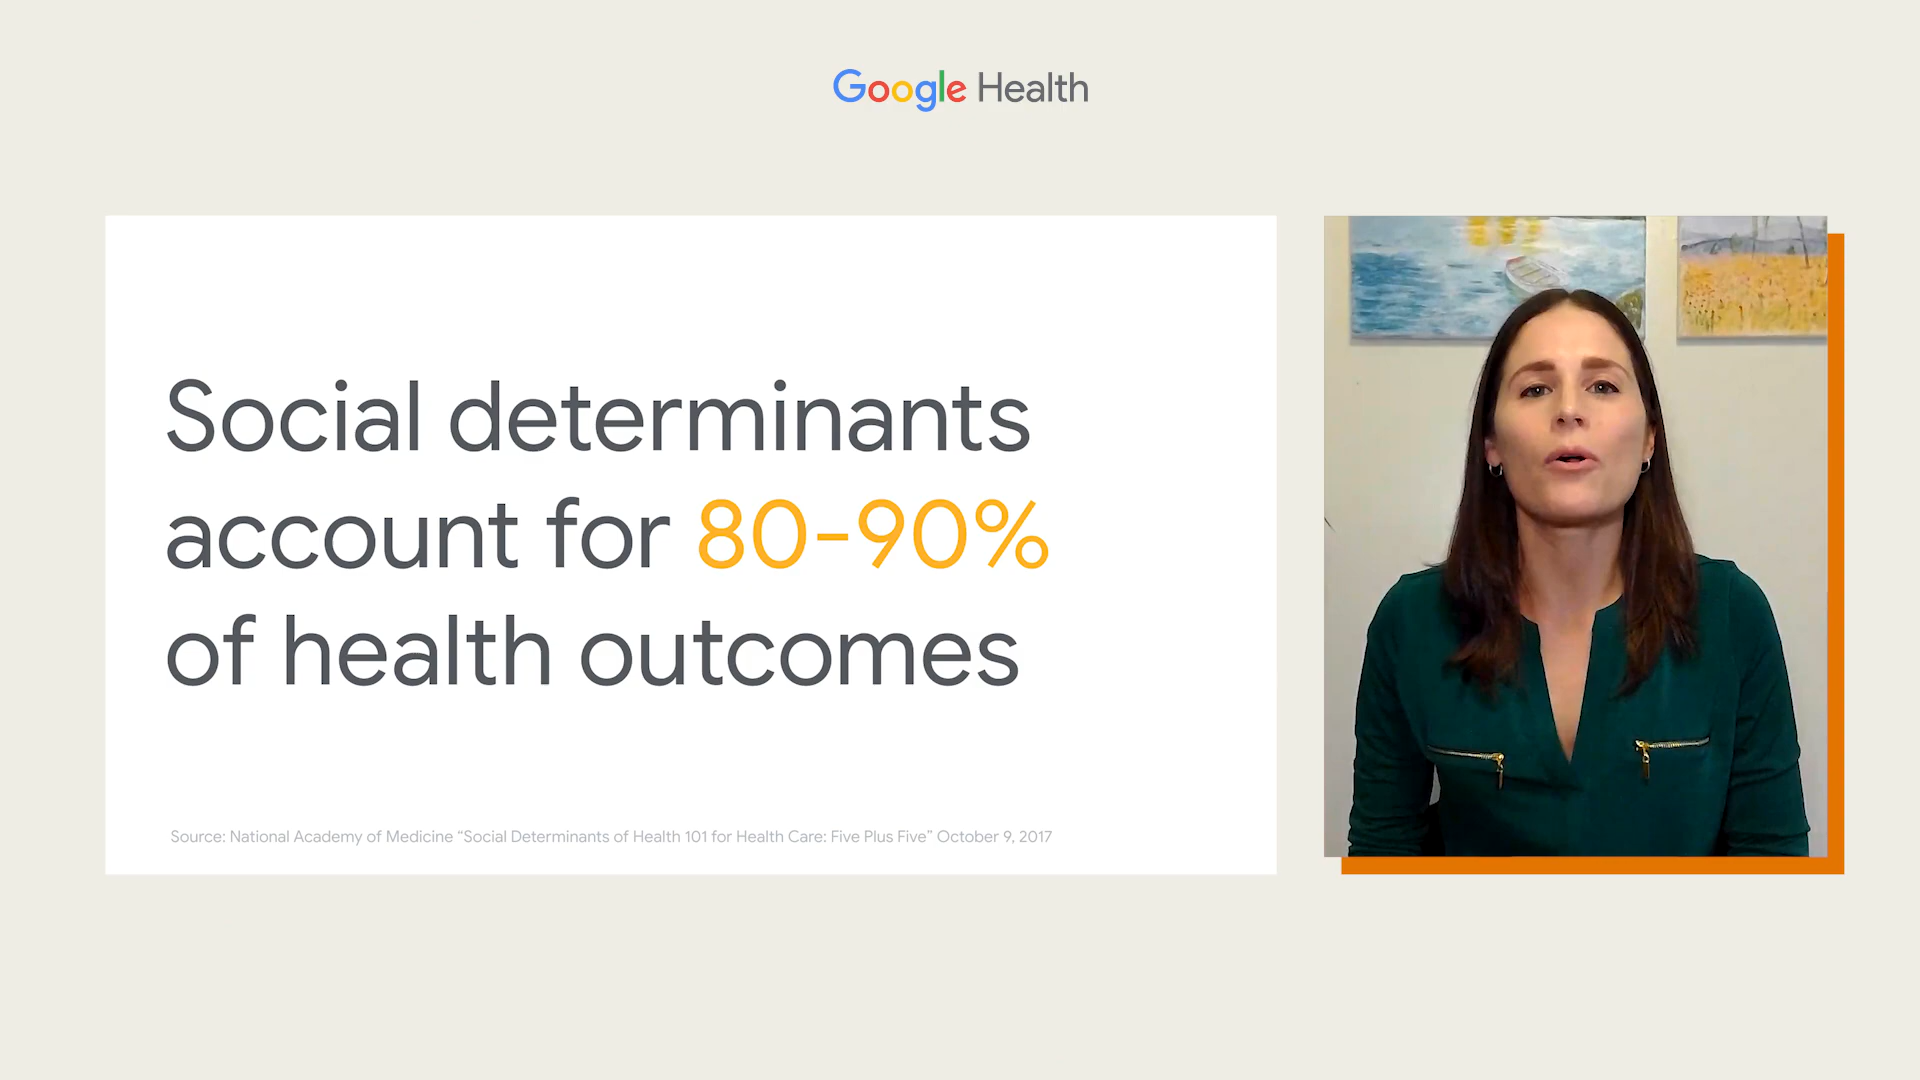 Google Health
Social determinants
account for 80-90%
of health outcomes
Source: National Academy of Medicine “Social Determinants of Health 101 for Health Care: Five Plus Five” October 9, 2017